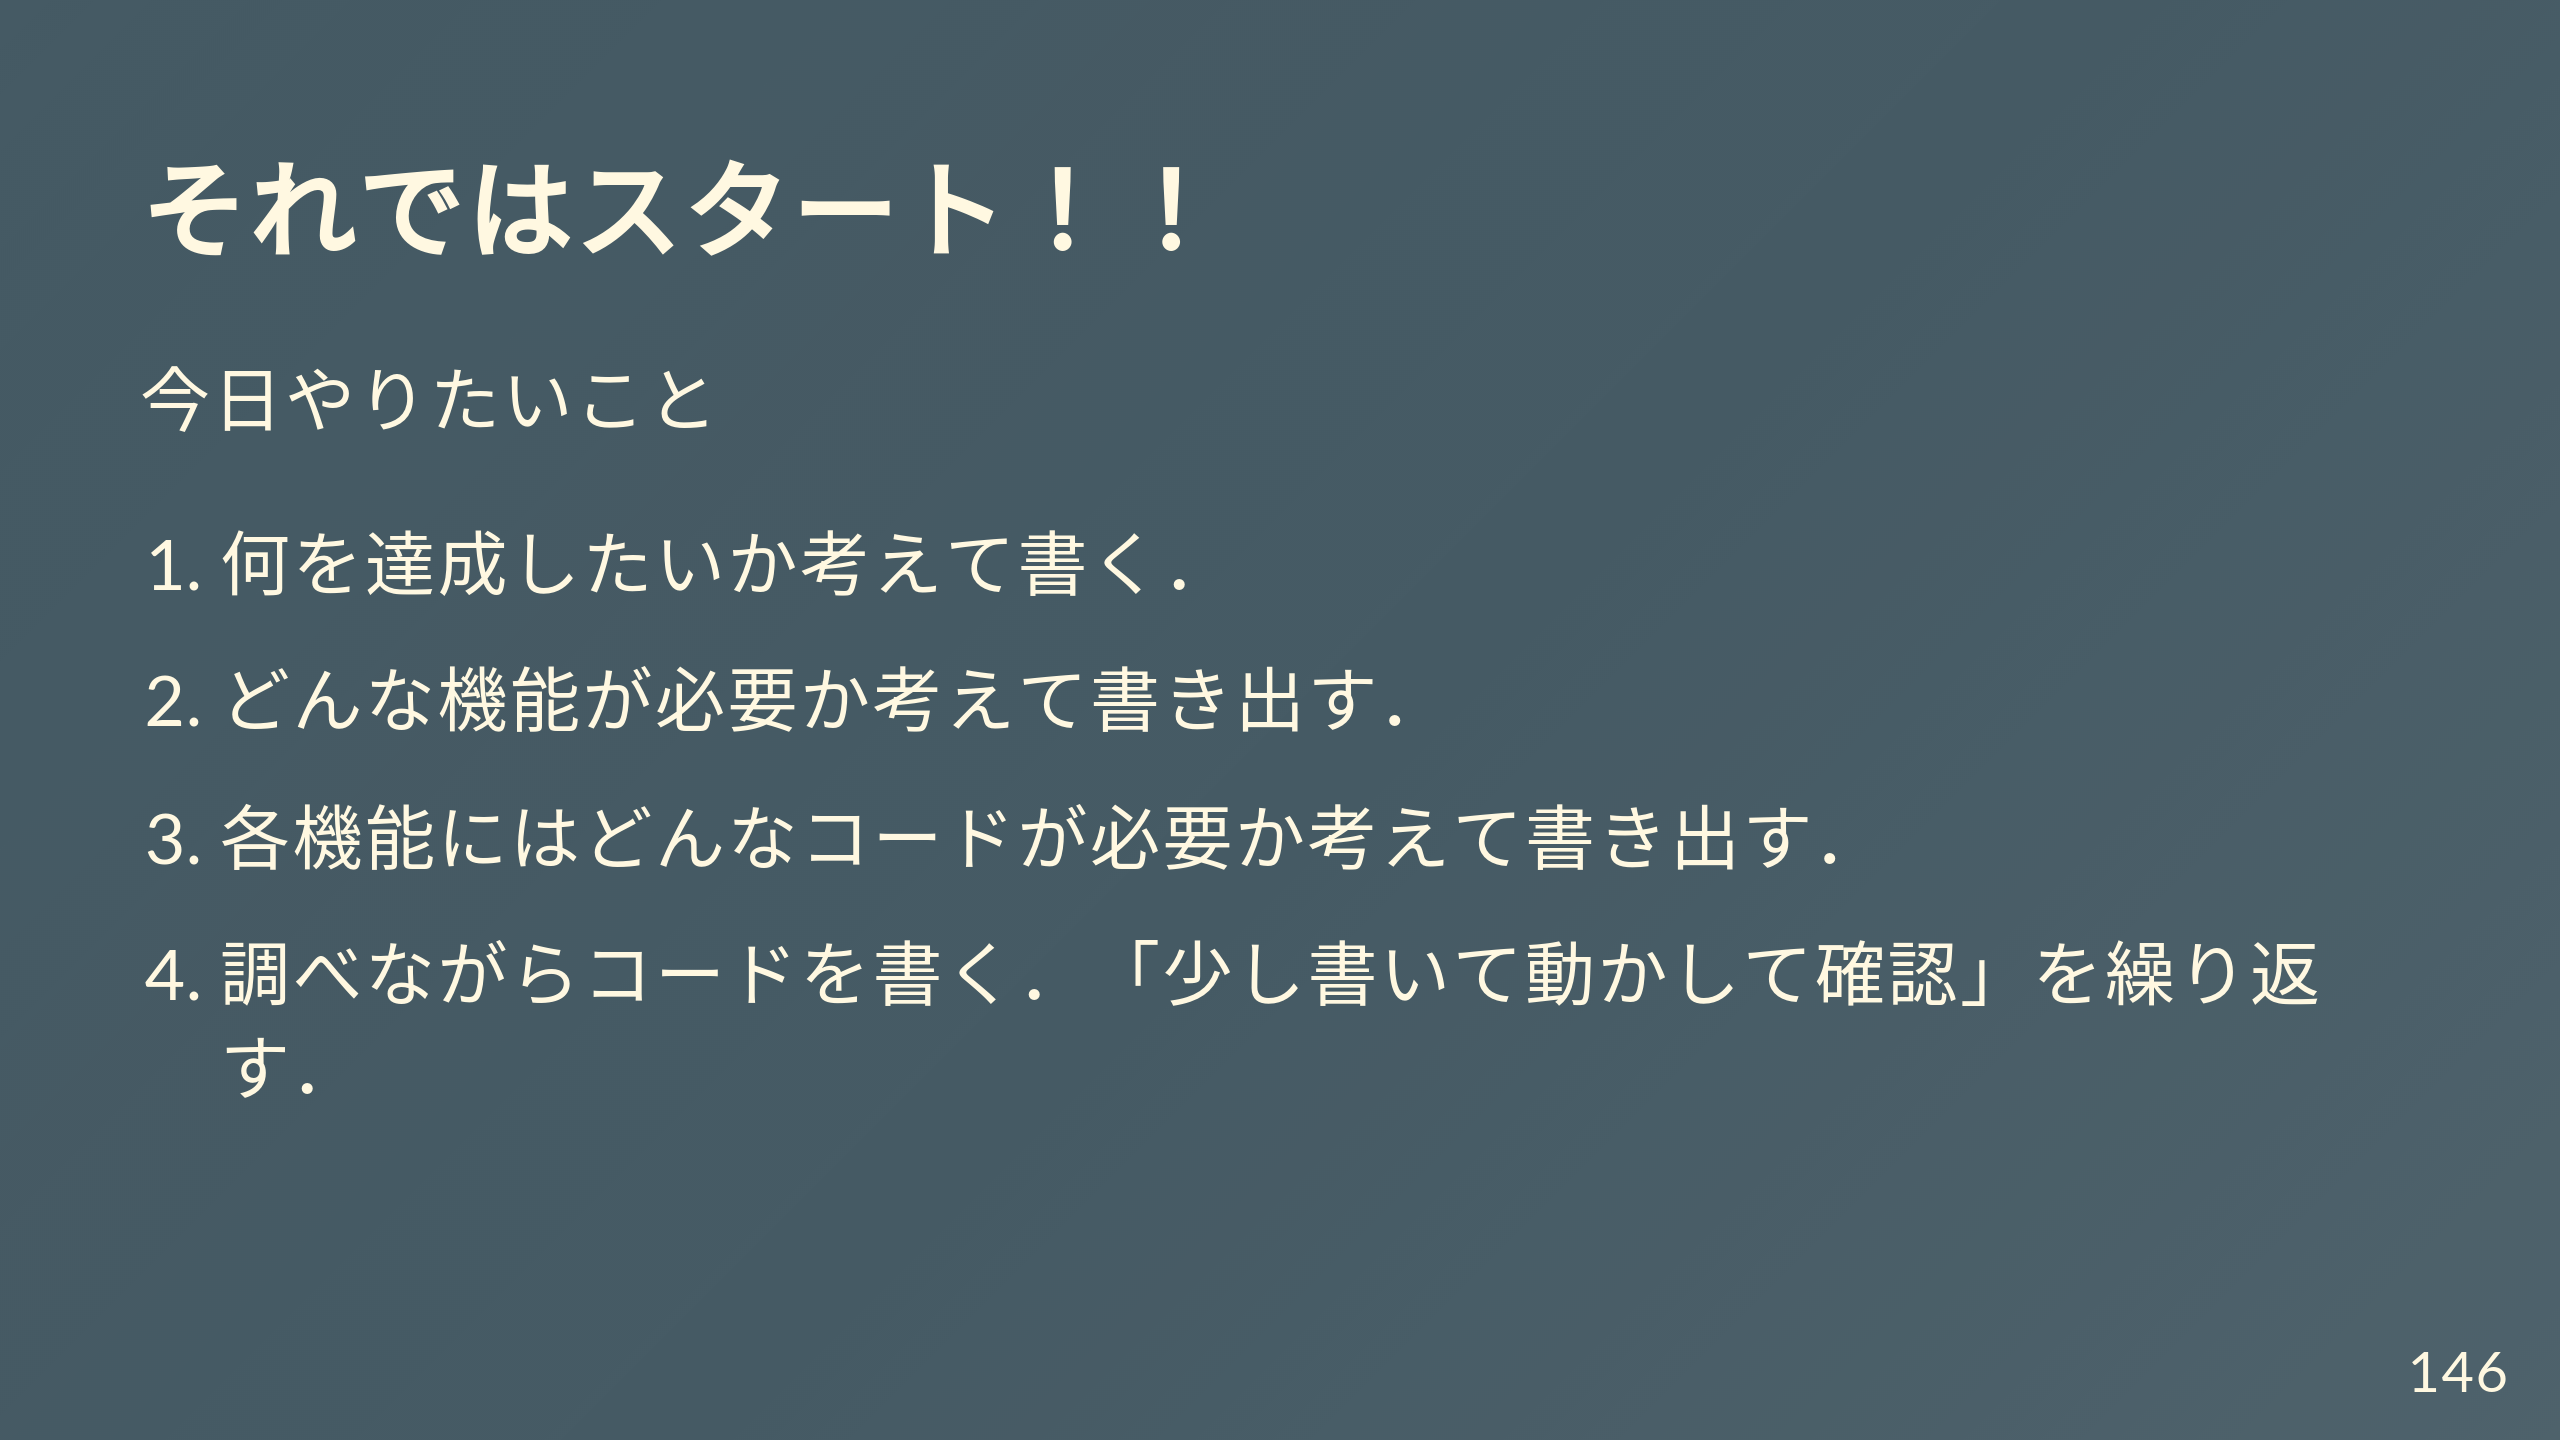 それではスタート！！
今日やりたいこと
1. 何を達成したいか考えて書く．
2. どんな機能が必要か考えて書き出す．
3. 各機能にはどんなコードが必要か考えて書き出す．
4. 調べながらコードを書く．「少し書いて動かして確認」を繰り返
す．
146